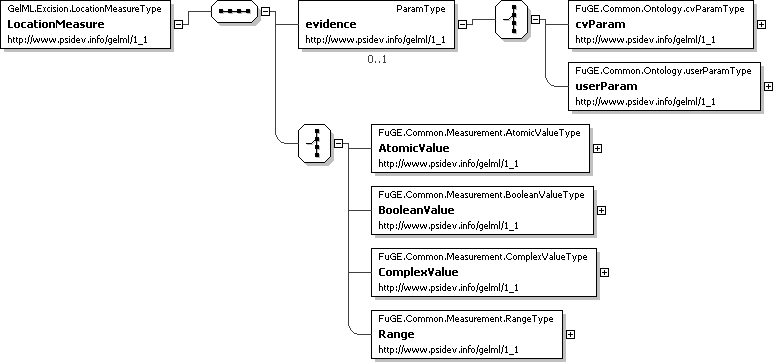 GelML.Excision.LocationMeasureType
LocationMeasure
http://www.psidev.info/gelml/1_1
ParamType
evidence
http://www.psidev.info/gelml/1_1
0..1
FuGE.Common.Ontology.cvParamType
cvParam
http://www.psidev.info/gelml/1_1
FuGE.Common.Ontology.userParamType
userParam
http://www.psidev.info/gelml/1_1
FuGE.Common.Measurement.AtomicValueType
AtomicValue
http://www.psidev.info/gelml/1_1
FuGE.Common.Measurement.BooleanValueType
BooleanValue
http://www.psidev.info/gelml/1_1
FuGE.Common.Measurement.ComplexValueType
ComplexValue
http://www.psidev.info/gelml/1_1
FuGE.Common.Measurement.RangeType
Range
http://www.psidev.info/gelml/1_1